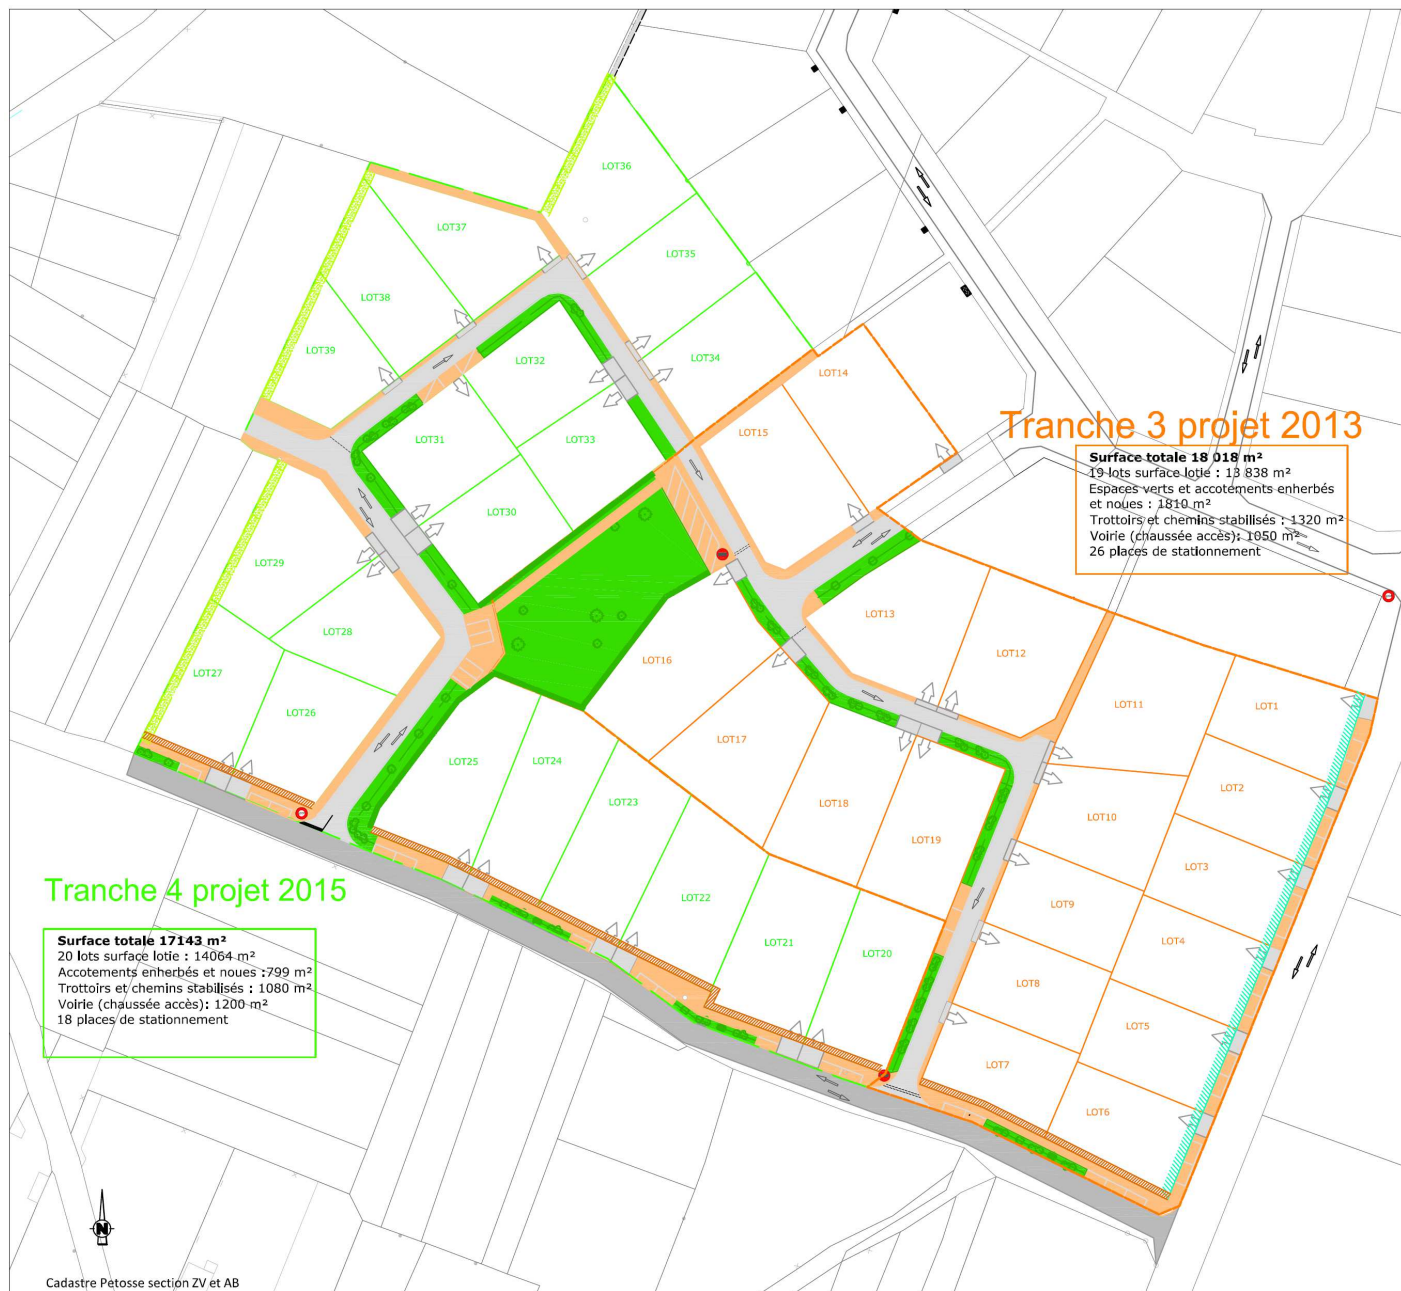 LOT36
LOT37
LOT35
LOT38
LOT39
LOT32
LOT34
LOT14
LOT15
LOT31
LOT33
LOT30
Tranche 3 projet 2013
Surface totale 18 018 m²
19 lots surface lotie : 13 838 m²
Espaces verts et accotements enherbés
et noues : 1810 m²
Trottoirs et chemins stabilisés : 1320 m²
Voirie (chaussée accès): 1050 m²
26 places de stationnement
LOT29
LOT28
LOT27
LOT26
LOT13
LOT12
LOT16
LOT17
LOT11
LOT1
LOT2
LOT25
LOT24
LOT23
LOT18
LOT19
LOT10
LOT3
LOT22
LOT9
LOT4
LOT21
LOT20
LOT8
LOT5
LOT7
LOT6
Tranche 4 projet 2015
Surface totale 17143 m²
20 lots surface lotie : 14064 m²
Accotements enherbés et noues :799 m²
Trottoirs et chemins stabilisés : 1080 m²
Voirie (chaussée accès): 1200 m²
18 places de stationnement
N
Cadastre Petosse section ZV et AB